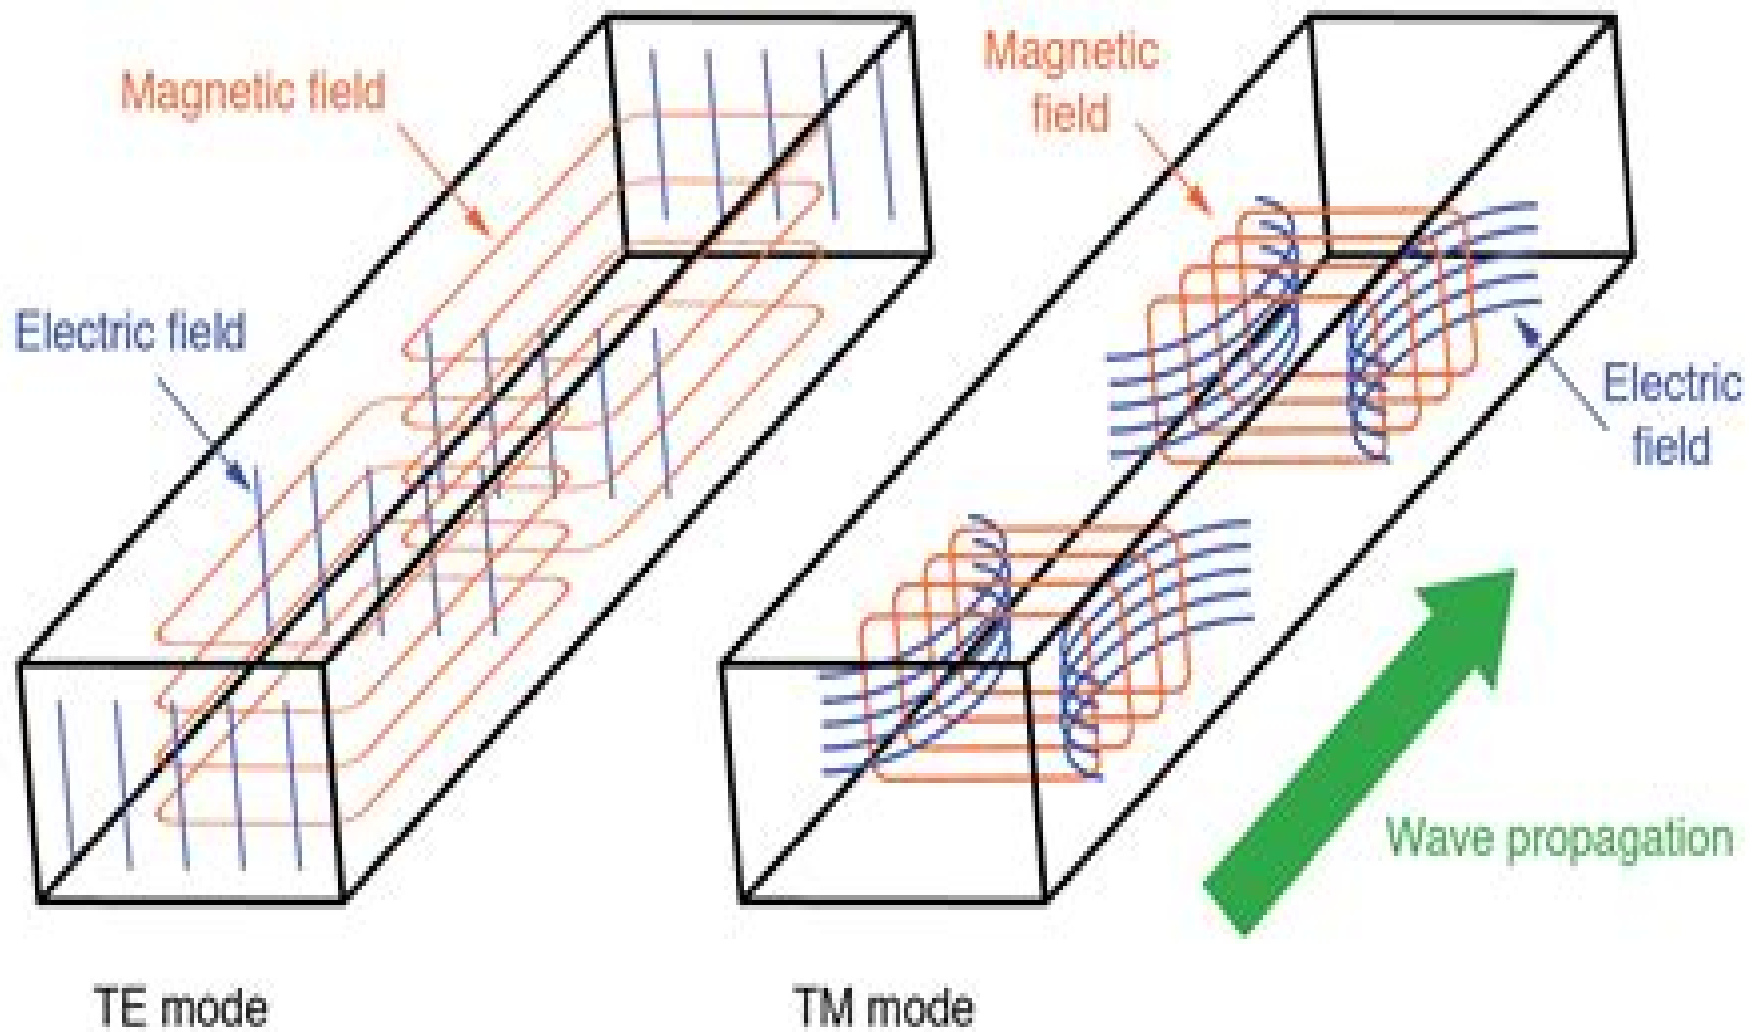 Magnetic field
Magnetic
field
Electric field
Electric
field
Wave propagation
TE mode
TM mode